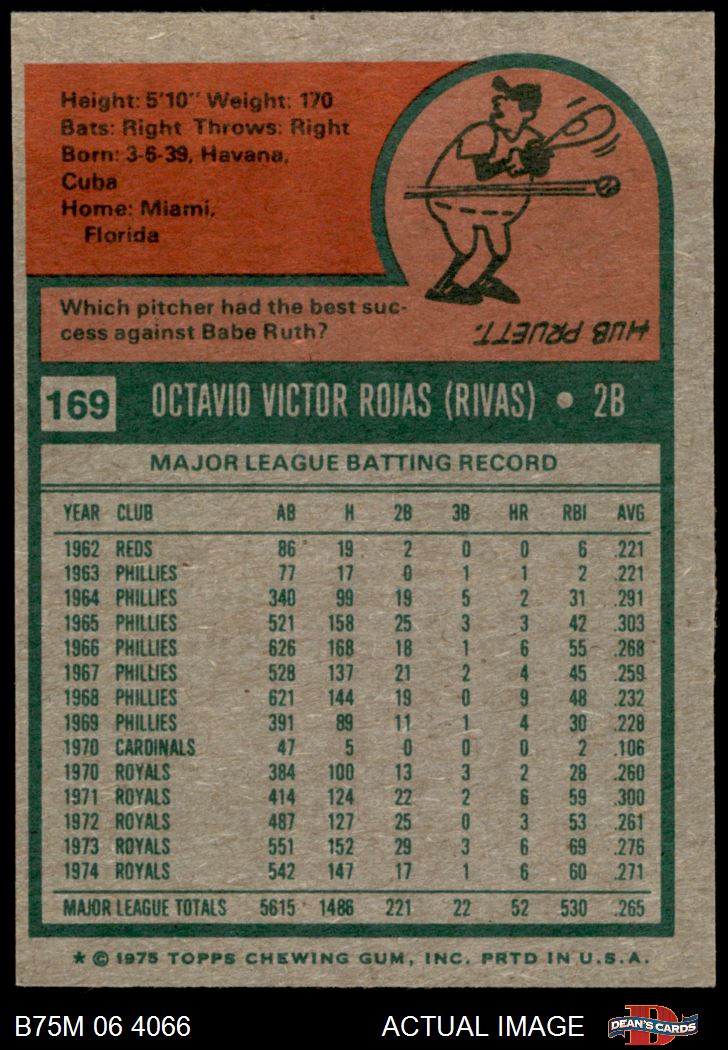 Height: 5'10" Weight: 170
Bats: Right Throws: Right
Born: 3-6-39, Havana,
Cuba
Home: Miami,
Florida
Which pitcher had the best suc-
cess against Babe Ruth?
HUB PRUETT.
169 OCTAVIO VICTOR ROJAS (RIVAS) • 2B
MAJOR LEAGUE BATTING RECORD
YEAR CLUB AB H 2B 3B HR RBI AVG
1962 REDS 86 19 2 0 0 6 .221
1963 PHILLIES 77 17 0 1 1 2 .221
1964 PHILLIES 340 99 19 5 2 31 .291
1965 PHILLIES 521 158 25 3 3 42 .303
1966 PHILLIES 626 168 18 1 6 55 .268
1967 PHILLIES 528 137 21 2 4 45 .259
1968 PHILLIES 621 144 19 0 9 48 .232
1969 PHILLIES 391 89 11 1 4 30 .228
1970 CARDINALS 47 5 0 0 0 2 .106
1970 ROYALS 384 100 13 3 2 28 .260
1971 ROYALS 414 124 22 2 6 59 .300
1972 ROYALS 487 127 25 0 3 53 .261
1973 ROYALS 551 152 29 3 6 69 .276
1974 ROYALS 542 147 17 1 6 60 .271
MAJOR LEAGUE TOTALS 5615 1486 221 22 52 530 .265
* © 1975 TOPPS CHEWING GUM, INC. PRTD IN U.S.A.
B75M 06 4066 ACTUAL IMAGE D DEAN'S CARDS